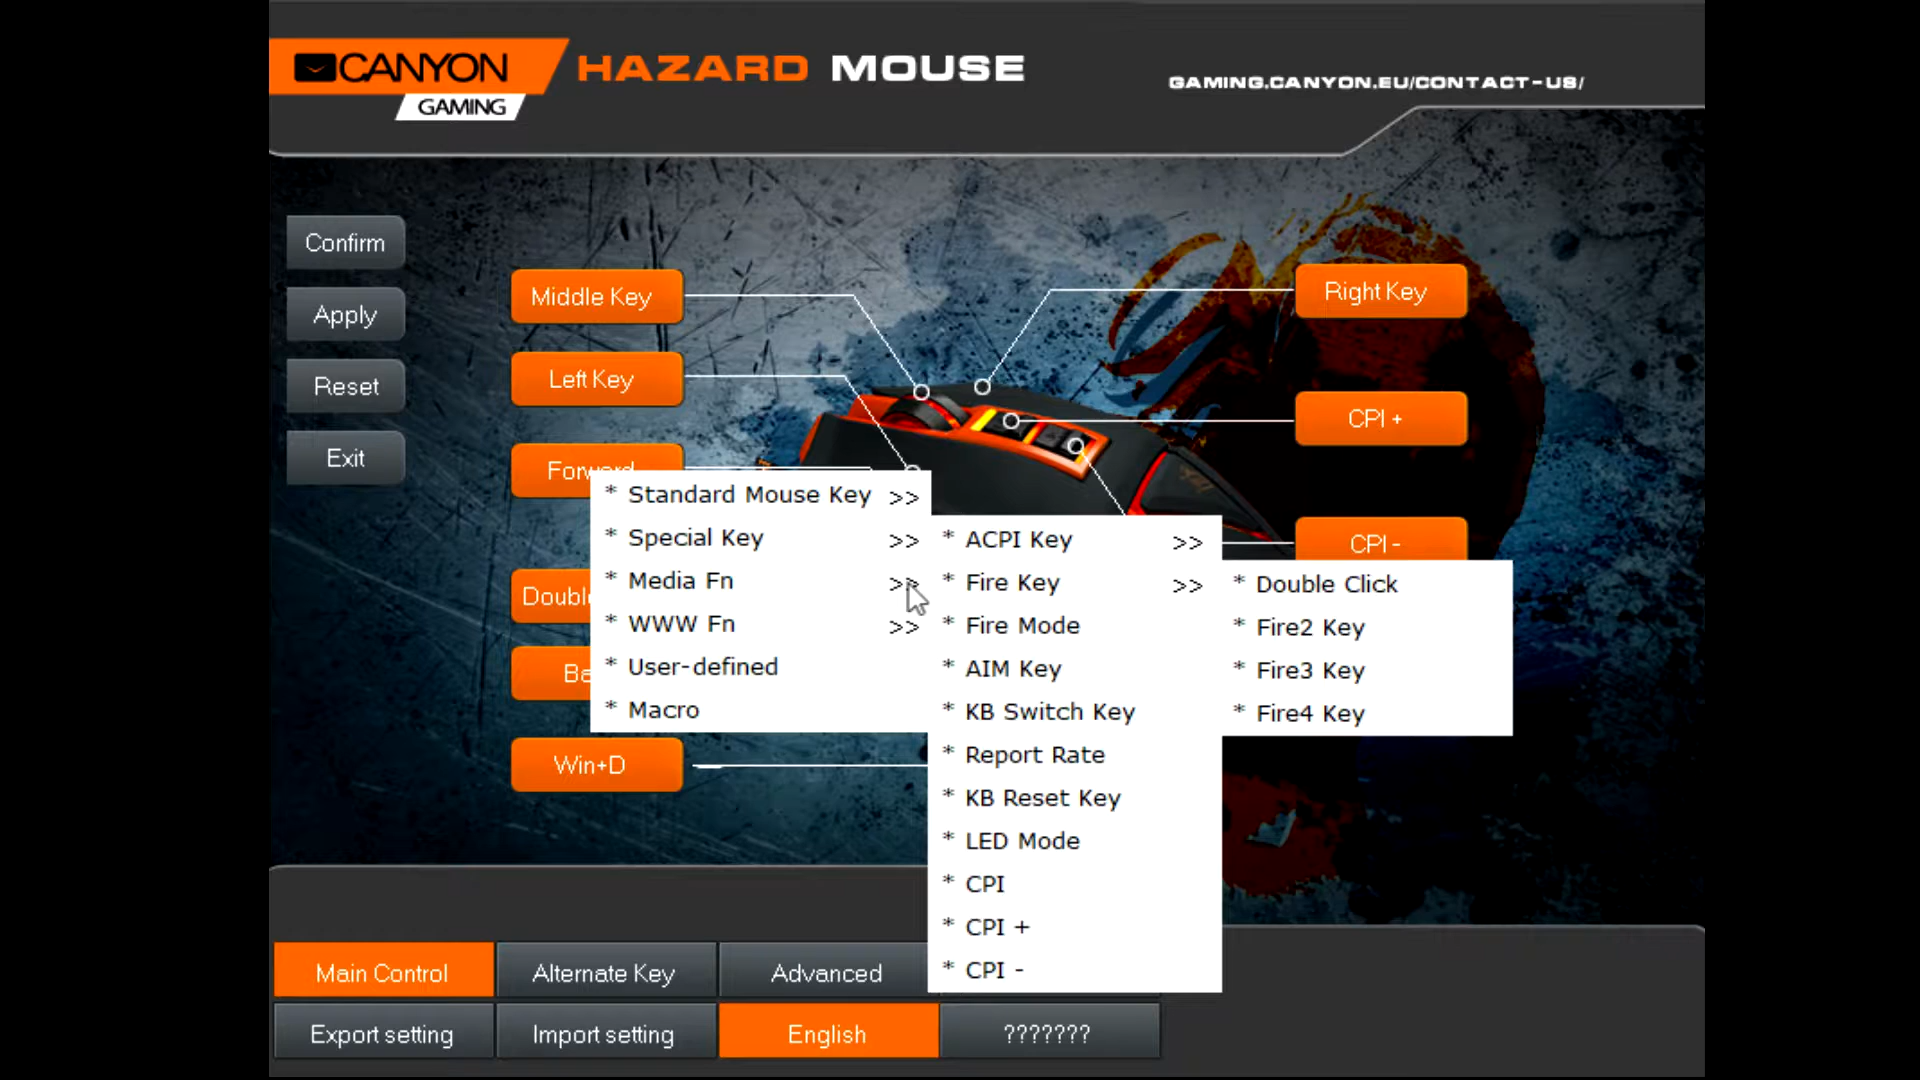 CANYON
GAMING
HAZARD MOUSE
GAMING.CANYON.EU/CONTACT-US/
Confirm
Apply
Reset
Exit
Middle Key
Left Key
Forward
Win+D
Right Key
CPI +
CPI -
* Standard Mouse Key >>
* Special Key >>
* Media Fn >>
* WWW Fn >>
* User-defined
* Macro
* ACPI Key >>
* Fire Key >>
* Fire Mode
* AIM Key
* KB Switch Key
* Report Rate
* KB Reset Key
* LED Mode
* CPI
* CPI +
* CPI -
* Double Click
* Fire2 Key
* Fire3 Key
* Fire4 Key
Main Control
Alternate Key
Advanced
Export setting
Import setting
English
???????